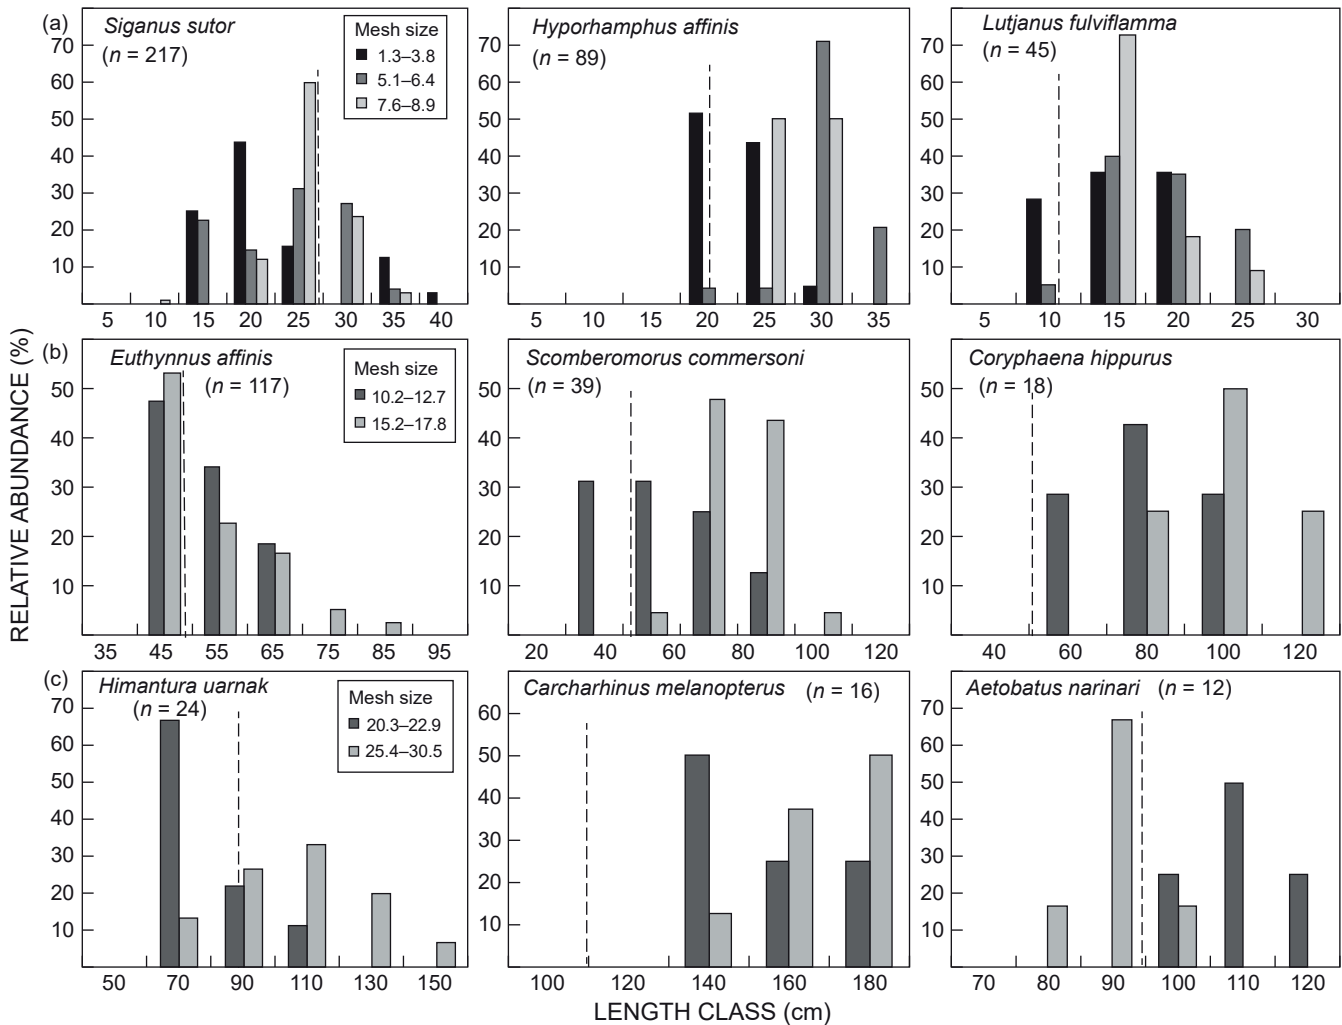 (a)
Siganus sutor
(n = 217)
Mesh size
1.3–3.8
5.1–6.4
7.6–8.9
70
60
50
40
30
20
10
5 10 15 20 25 30 35 40
Hyporhamphus affinis
(n = 89)
70
60
50
40
30
20
10
5 10 15 20 25 30 35
Lutjanus fulviflamma
(n = 45)
70
60
50
40
30
20
10
5 10 15 20 25 30
RELATIVE ABUNDANCE (%)
(b)
Euthynnus affinis
(n = 117)
Mesh size
10.2–12.7
15.2–17.8
50
40
30
20
10
35 45 55 65 75 85 95
Scomberomorus commersoni
(n = 39)
50
40
30
20
10
20 40 60 80 100 120
Coryphaena hippurus
(n = 18)
50
40
30
20
10
40 60 80 100 120
(c)
Himantura uarnak
(n = 24)
Mesh size
20.3–22.9
25.4–30.5
70
60
50
40
30
20
10
50 70 90 110 130 150
Carcharhinus melanopterus (n = 16)
60
50
40
30
20
10
100 120 140 160 180
Aetobatus narinari (n = 12)
70
60
50
40
30
20
10
70 80 90 100 110 120
LENGTH CLASS (cm)